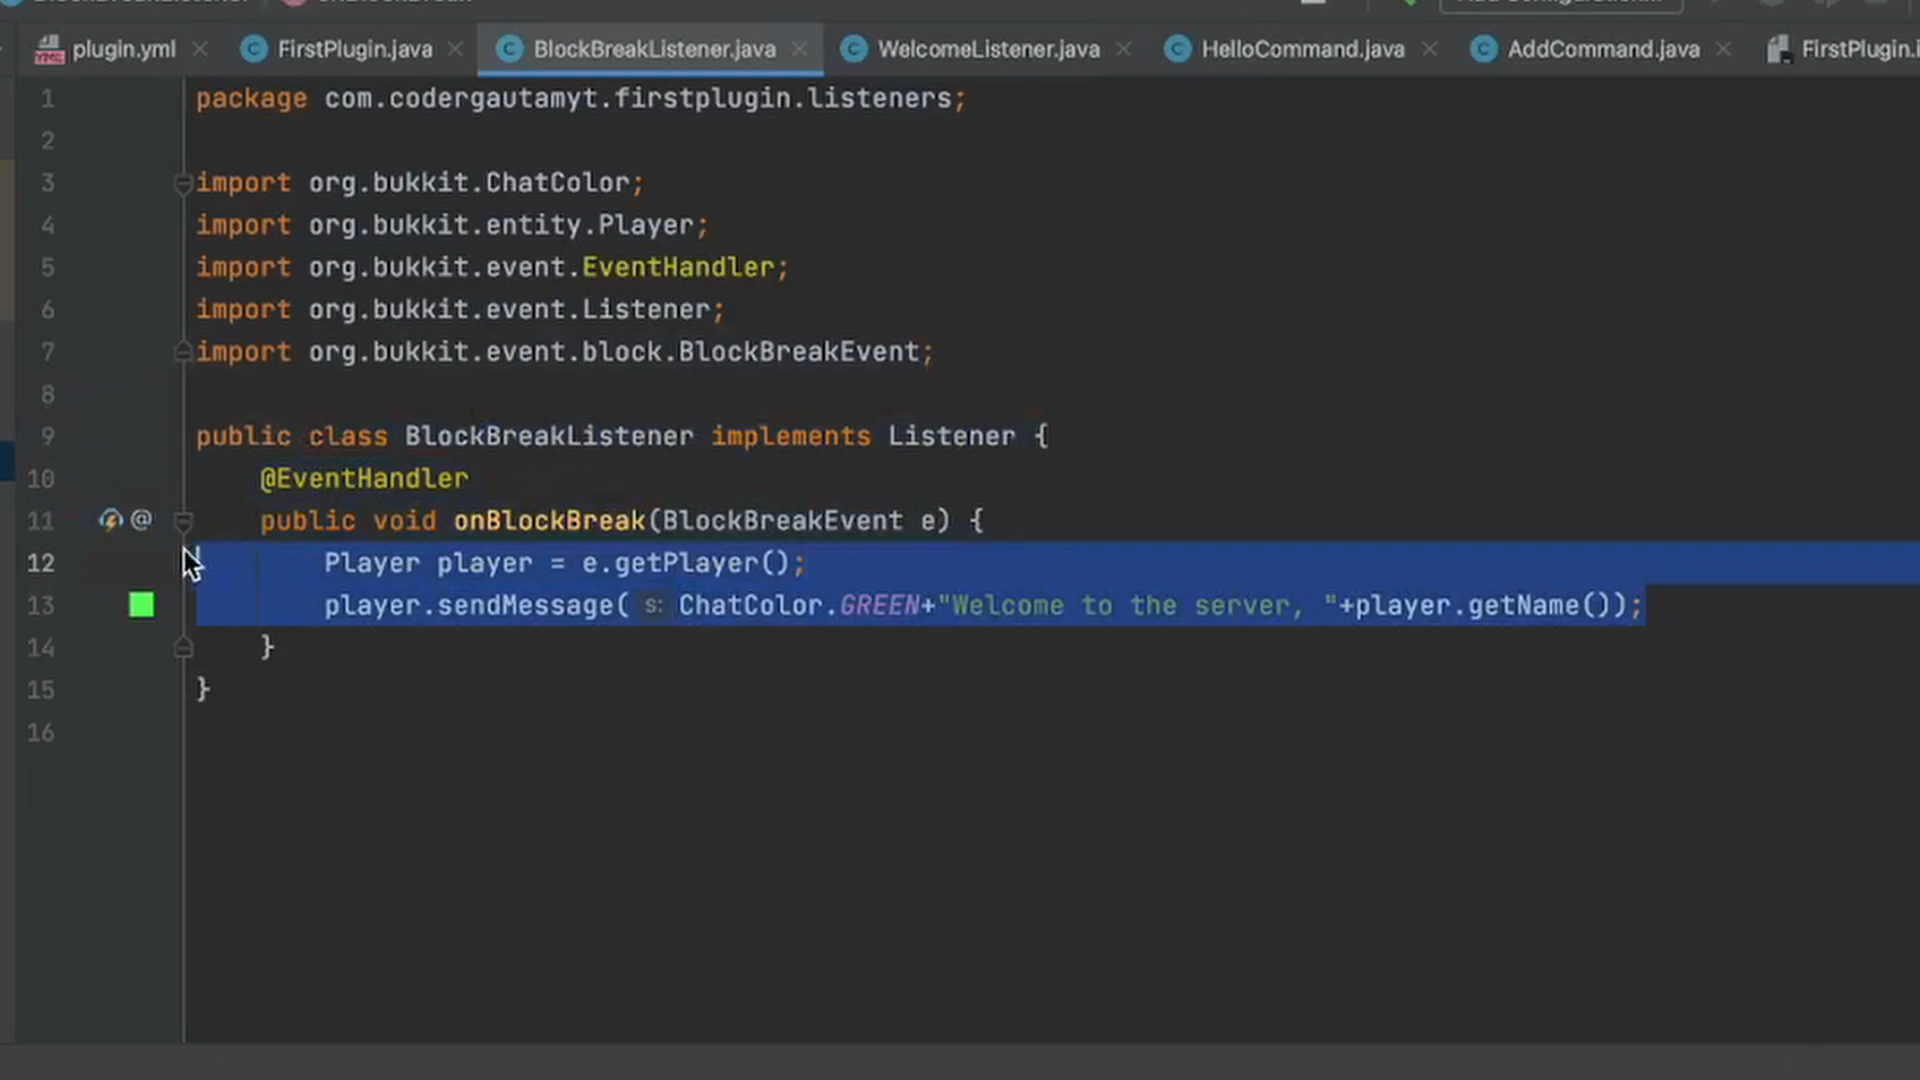 plugin.yml FirstPlugin.java BlockBreakListener.java WelcomeListener.java HelloCommand.java AddCommand.java FirstPlugin.i
1 package com.codergautamyt.firstplugin.listeners;
2
3 import org.bukkit.ChatColor;
4 import org.bukkit.entity.Player;
5 import org.bukkit.event.EventHandler;
6 import org.bukkit.event.Listener;
7 import org.bukkit.event.block.BlockBreakEvent;
8
9 public class BlockBreakListener implements Listener {
10 @EventHandler
11 @ public void onBlockBreak(BlockBreakEvent e) {
12 Player player = e.getPlayer();
13 player.sendMessage( s: ChatColor.GREEN+"Welcome to the server, "+player.getName());
14 }
15 }
16